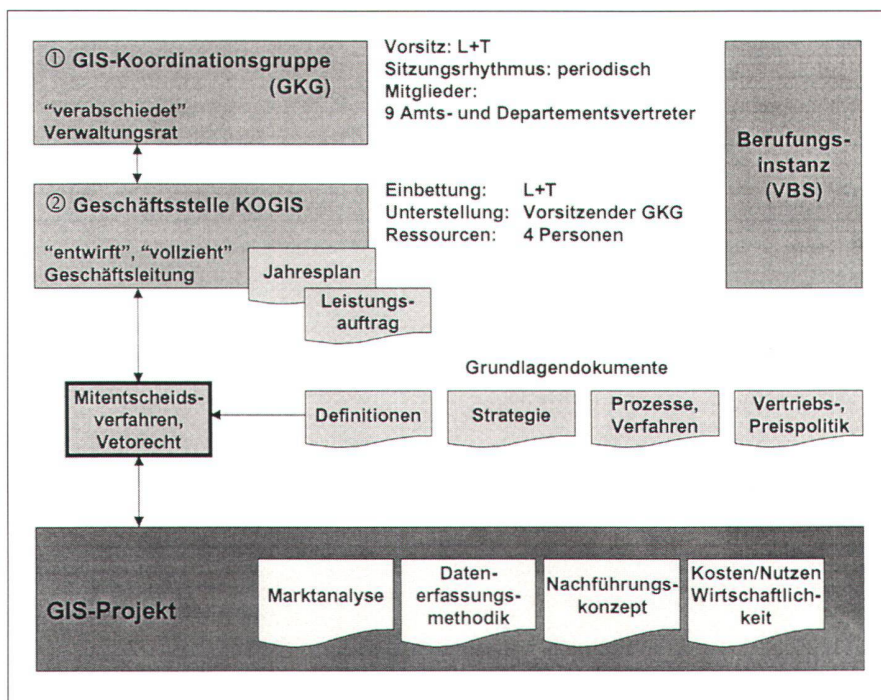 ① GIS-Koordinationsgruppe
(GKG)
"verabschiedet"
Verwaltungsrat
Vorsitz: L+T
Sitzungsrhythmus: periodisch
Mitglieder:
9 Amts- und Departementsvertreter
Berufungs-
instanz
(VBS)
② Geschäftsstelle KOGIS
"entwirft", "vollzieht"
Geschäftsleitung
Einbettung: L+T
Unterstellung: Vorsitzender GKG
Ressourcen: 4 Personen
Jahresplan
Leistungs-
auftrag
Grundlagendokumente
Mitentscheids-
verfahren,
Vetorecht
Definitionen
Strategie
Prozesse,
Verfahren
Vertriebs-,
Preispolitik
GIS-Projekt
Marktanalyse
Daten-
erfassungs-
methodik
Nachführungs-
konzept
Kosten/Nutzen
Wirtschaftlich-
keit